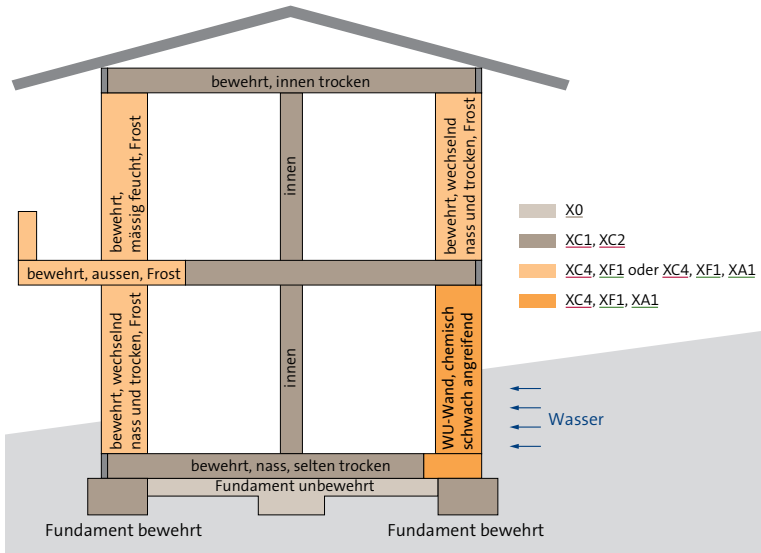 bewehrt, innen trocken
bewehrt,
mässig feucht, Frost
innen
bewehrt, wechselnd
nass und trocken, Frost
X0
XC1, XC2
XC4, XF1 oder XC4, XF1, XA1
XC4, XF1, XA1
bewehrt, aussen, Frost
bewehrt, wechselnd
nass und trocken, Frost
innen
WU-Wand, chemisch
schwach angreifend
Wasser
bewehrt, nass, selten trocken
Fundament unbewehrt
Fundament bewehrt
Fundament bewehrt